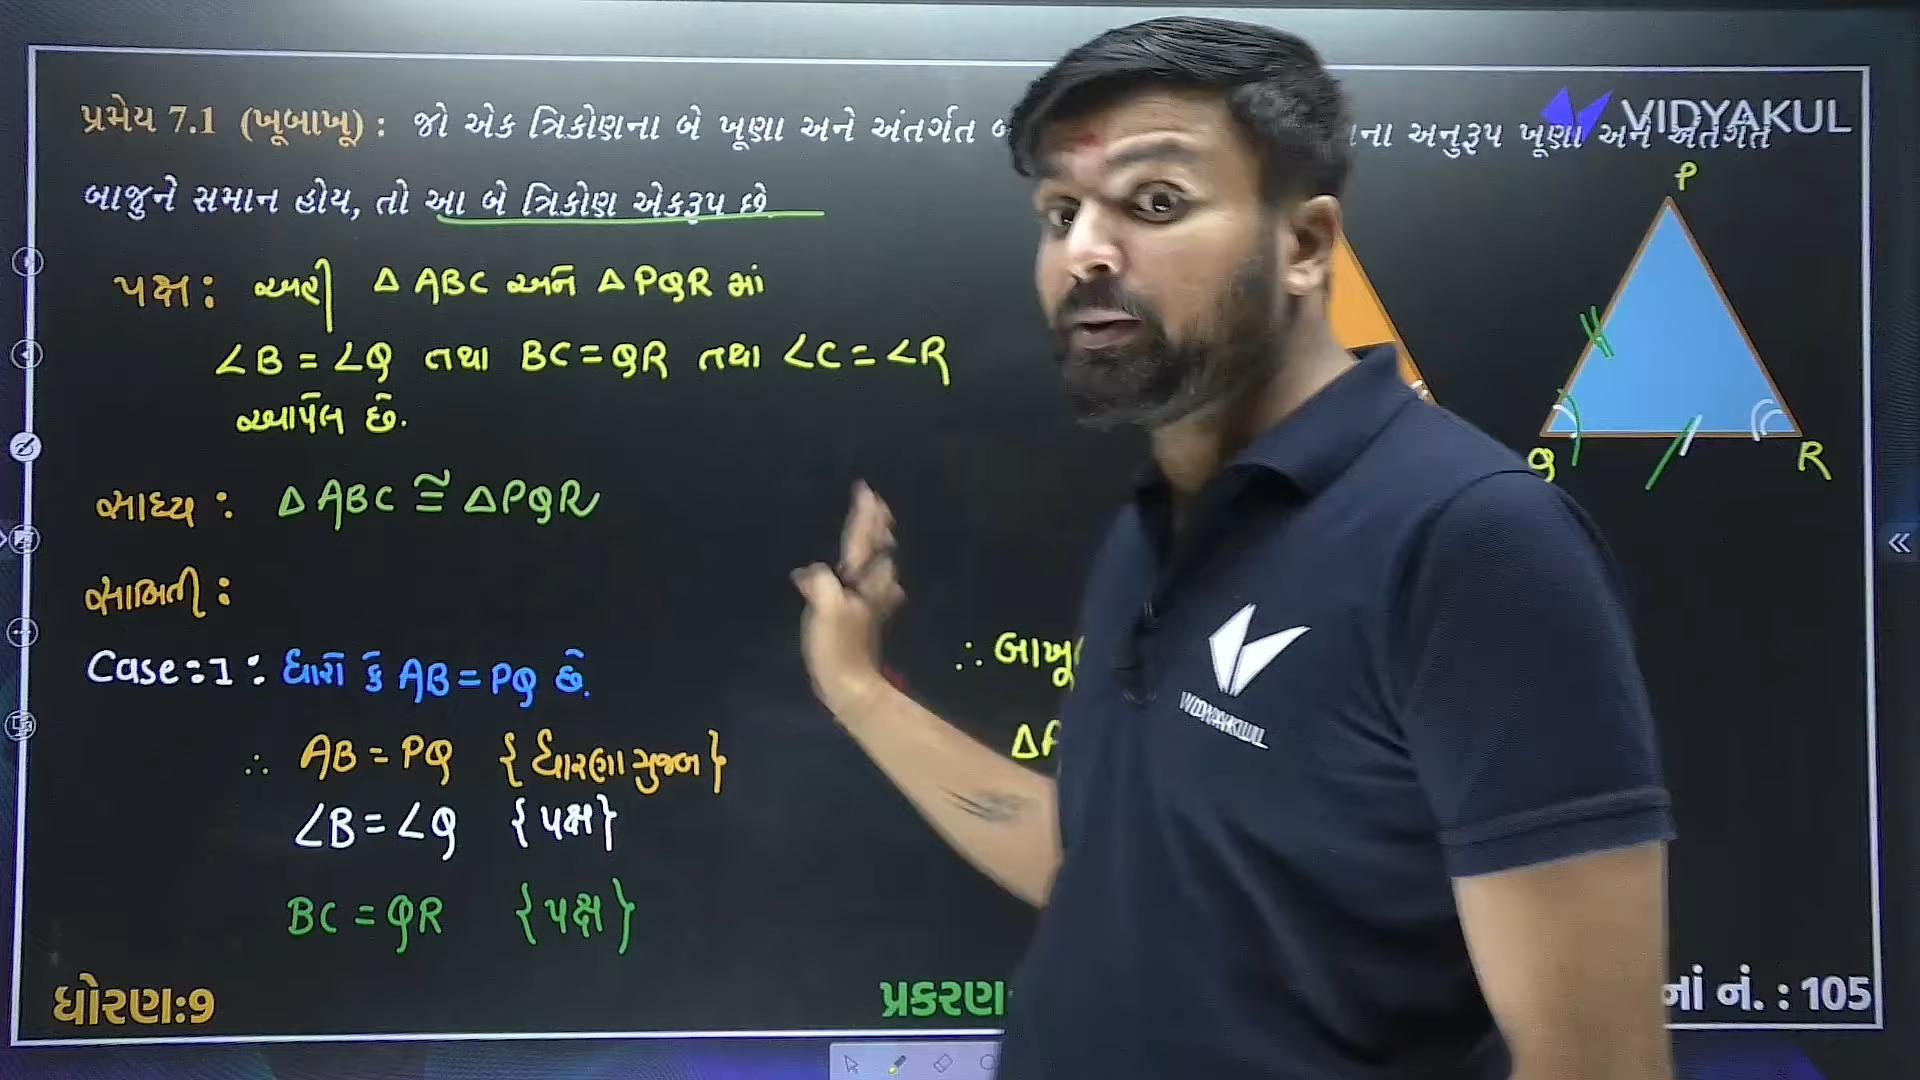 પ્રમેય 7.1 (ખૂબાખૂ) : જો એક ત્રિકોણના બે ખૂણા અને અંતર્ગત અનુરૂપ ખૂણા અને અંતર્ગત
બાજુને સમાન હોય, તો આ બે ત્રિકોણ એકરૂપ છે.
VIDYAKUL
P
પક્ષ : અહીં △ ABC અને △ PQR માં
∠B = ∠Q તથા BC = QR તથા ∠C = ∠R
આપેલ છે.
Q
R
સાધ્ય : △ ABC ≅ △PQR
સાબિતી :
Case:1 : ધારો કે AB = PQ છે.
∴ AB = PQ {ધારણા મુજબ}
∠B = ∠Q {પક્ષ}
BC = QR {પક્ષ}
∴ બાખૂ
VIDYAKUL
ધોરણ:9
પ્રકરણ
નાં નં. : 105